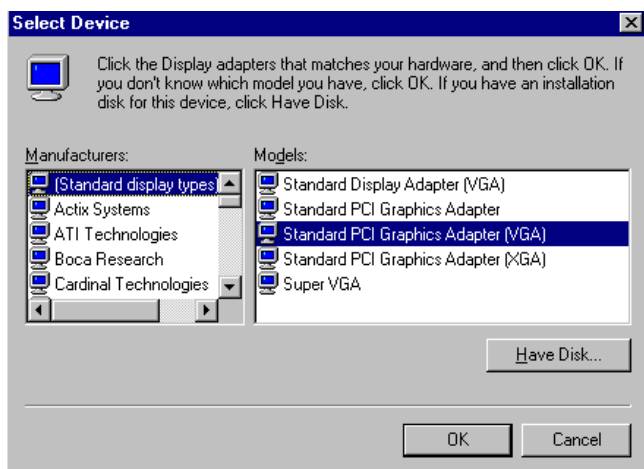 Select Device
Click the Display adapters that matches your hardware, and then click OK. If
you don't know which model you have, click OK. If you have an installation
disk for this device, click Have Disk.
Manufacturers:
(Standard display types)
Actix Systems
ATI Technologies
Boca Research
Cardinal Technologies
Models:
Standard Display Adapter (VGA)
Standard PCI Graphics Adapter
Standard PCI Graphics Adapter (VGA)
Standard PCI Graphics Adapter (XGA)
Super VGA
Have Disk...
OK
Cancel